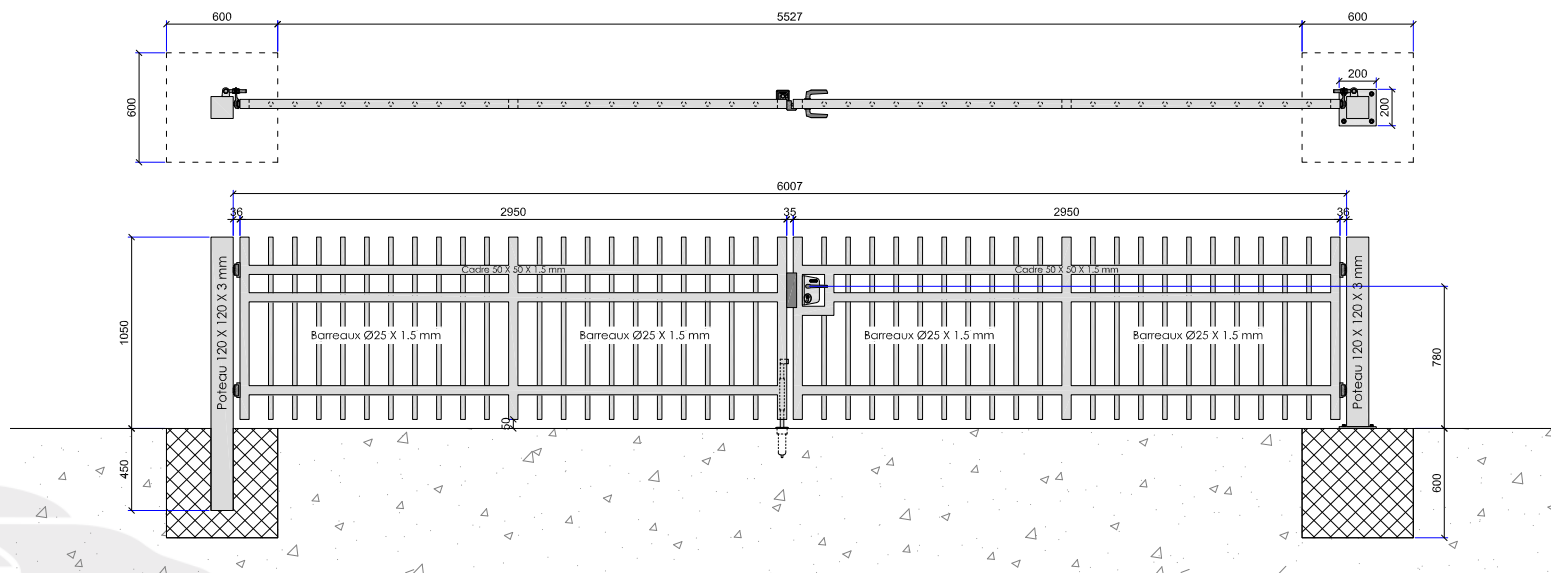 600
5527
600
600
200
200
6007
36
2950
35
2950
36
Cadre 50 X 50 X 1.5 mm
Cadre 50 X 50 X 1.5 mm
Poteau 120 X 120 X 3 mm
Poteau 120 X 120 X 3 mm
1050
Barreaux Ø25 X 1.5 mm
Barreaux Ø25 X 1.5 mm
Barreaux Ø25 X 1.5 mm
Barreaux Ø25 X 1.5 mm
780
50
450
600